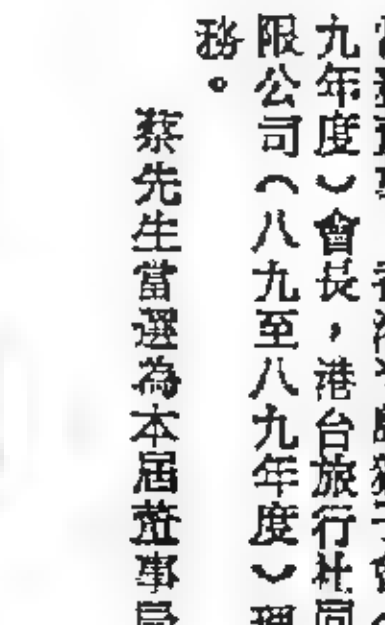 九年度）會長，港台旅行社同
限公司（八九至八九年度）理
務。
蔡先生當選為本屆董事局